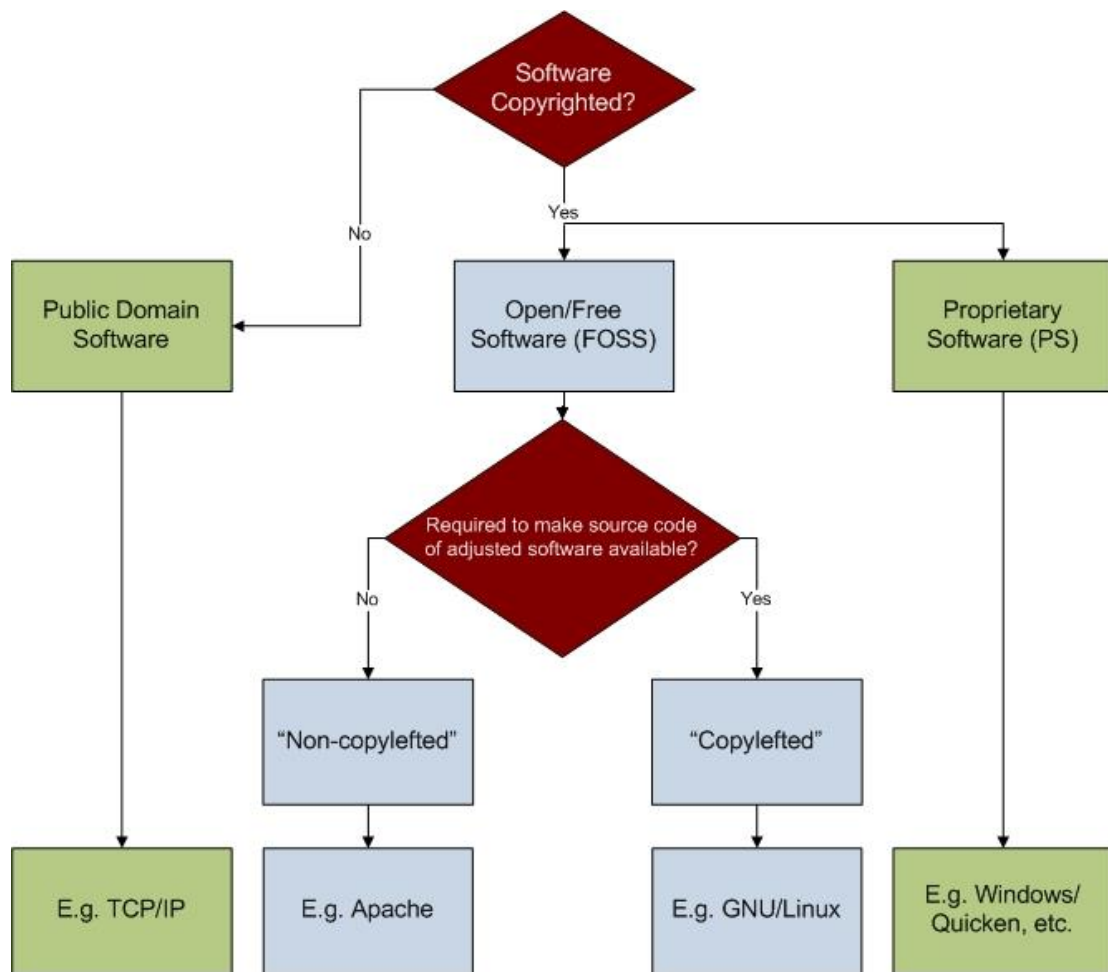 Software
Copyrighted?
Yes
No
Public Domain
Software
Open/Free
Software (FOSS)
Proprietary
Software (PS)
Required to make source code
of adjusted software available?
No
Yes
“Non-copylefted”
“Copylefted”
E.g. TCP/IP
E.g. Apache
E.g. GNU/Linux
E.g. Windows/
Quicken, etc.